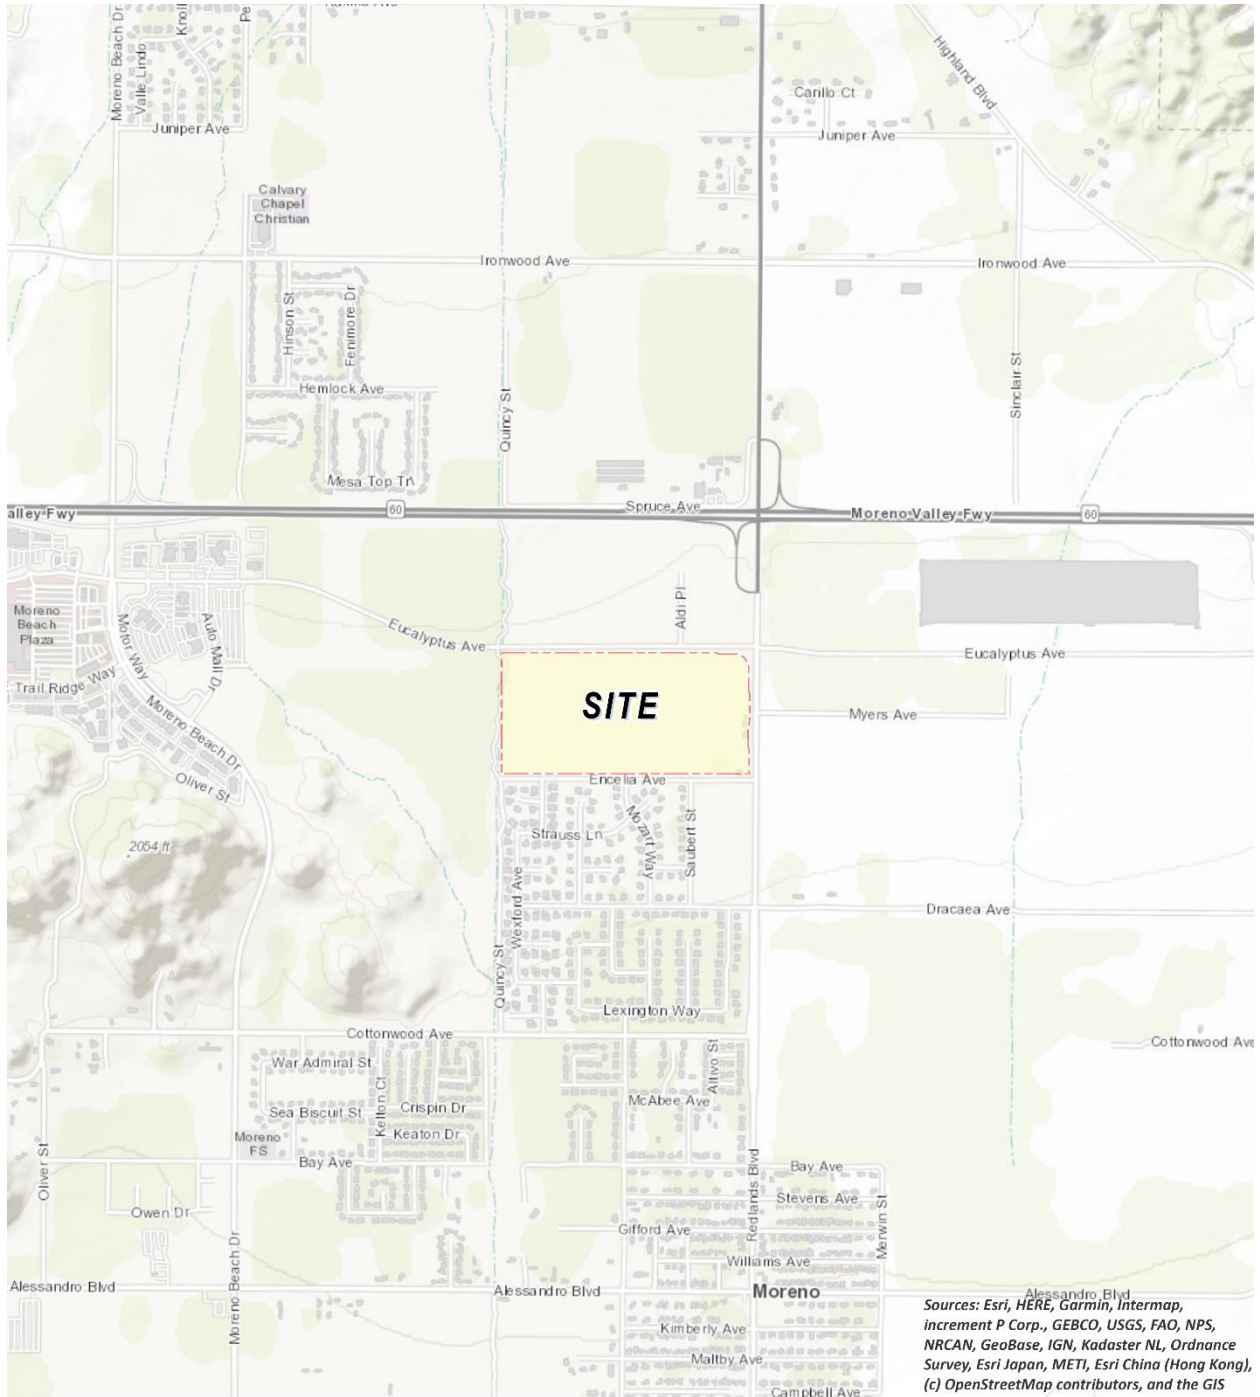 Moreno Beach Dr
Valle Lindo
Knoll
Pe
Juniper Ave
Highland Blvd
Carillo Ct
Juniper Ave
Calvary
Chapel
Christian
Ironwood Ave
Ironwood Ave
Hinson St
Fenimore Dr
Hemlock Ave
Quincy St
Sinclair St
Mesa Top Trl
alley Fwy
60
Spruce Ave
Moreno Valley Fwy
60
Moreno
Beach
Plaza
Motor Way
Auto Mall Dr
Eucalyptus Ave
Aldi Pl
Eucalyptus Ave
Trail Ridge Way
Moreno Beach Dr
SITE
Myers Ave
Oliver St
Encelia Ave
Strauss Ln
Mozart Way
Saubert St
2054 ft
Wexford Ave
Dracaea Ave
Quincy St
Lexington Way
Cottonwood Ave
Cottonwood Ave
War Admiral St
Kelton Ct
Altivo St
Sea Biscuit St
Crispin Dr
McAbee Ave
Moreno
FS
Keaton Dr
Oliver St
Bay Ave
Redlands Blvd
Bay Ave
Stevens Ave
Merwin St
Owen Dr
Gifford Ave
Moreno Beach Dr
Williams Ave
Alessandro Blvd
Alessandro Blvd
Moreno
Alessandro Blvd
Kimberly Ave
Maltby Ave
Campbell Ave
Sources: Esri, HERE, Garmin, Intermap,
increment P Corp., GEBCO, USGS, FAO, NPS,
NRCAN, GeoBase, IGN, Kadaster NL, Ordnance
Survey, Esri Japan, METI, Esri China (Hong Kong),
(c) OpenStreetMap contributors, and the GIS